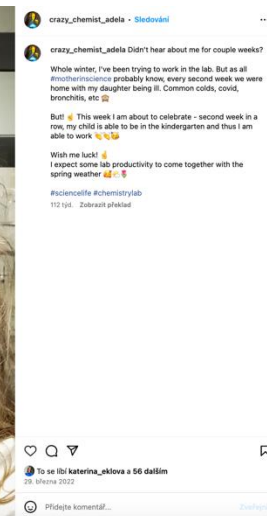 crazy_chemist_adela • Sledování
crazy_chemist_adela Didn't hear about me for couple weeks?
Whole winter, I've been trying to work in the lab. But as all
#motherinscience probably know, every second week we were
home with my daughter being ill. Common colds, covid,
bronchitis, etc 🙊
But! ☝️ This week I am about to celebrate - second week in a
row, my child is able to be in the kindergarten and thus I am
able to work
Wish me luck! ✌️
I expect some lab productivity to come together with the
spring weather
#sciencelife #chemistrylab
112 týd. Zobrazit překlad
To se líbí katerina_eklova a 56 dalším
29. března 2022
Přidejte komentář...
Zveřejnit